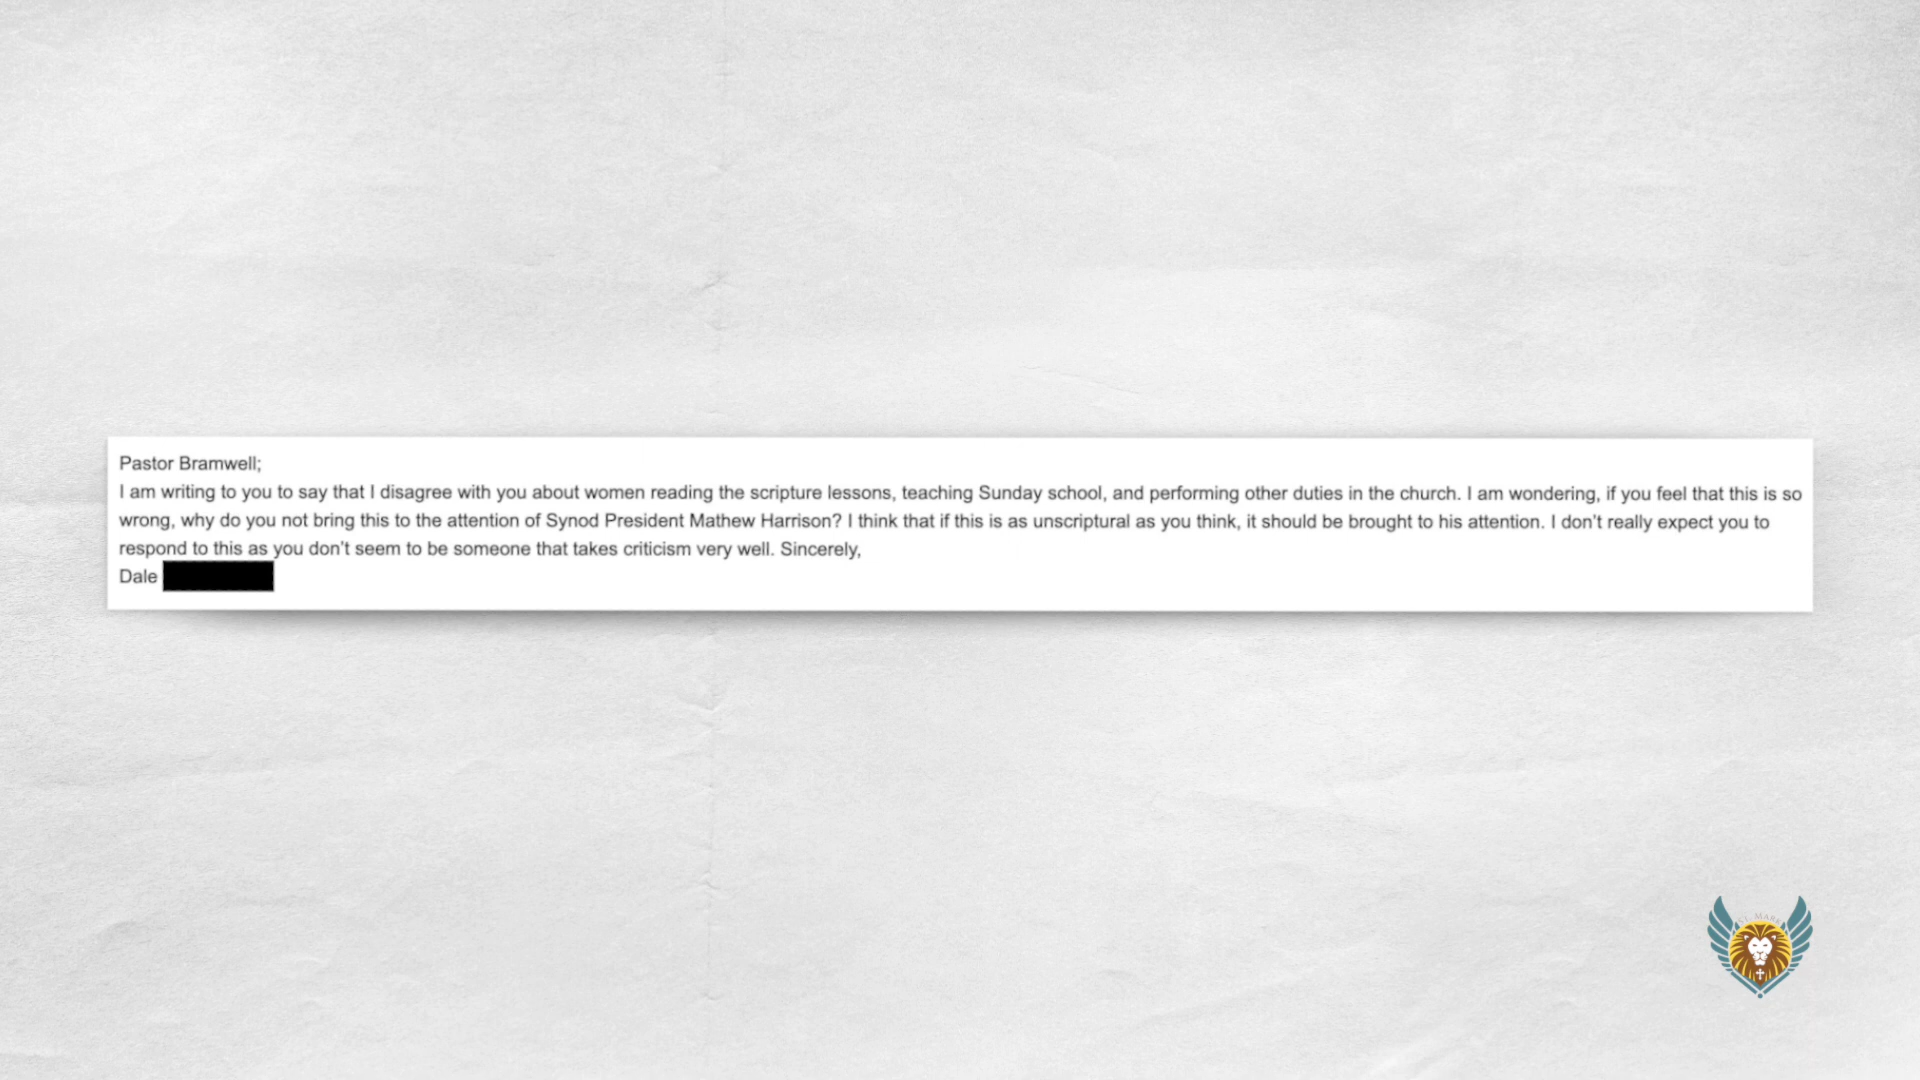 Pastor Bramwell;
I am writing to you to say that I disagree with you about women reading the scripture lessons, teaching Sunday school, and performing other duties in the church. I am wondering, if you feel that this is so
wrong, why do you not bring this to the attention of Synod President Mathew Harrison? I think that if this is as unscriptural as you think, it should be brought to his attention. I don't really expect you to
respond to this as you don't seem to be someone that takes criticism very well. Sincerely,
Dale
ST. MARK